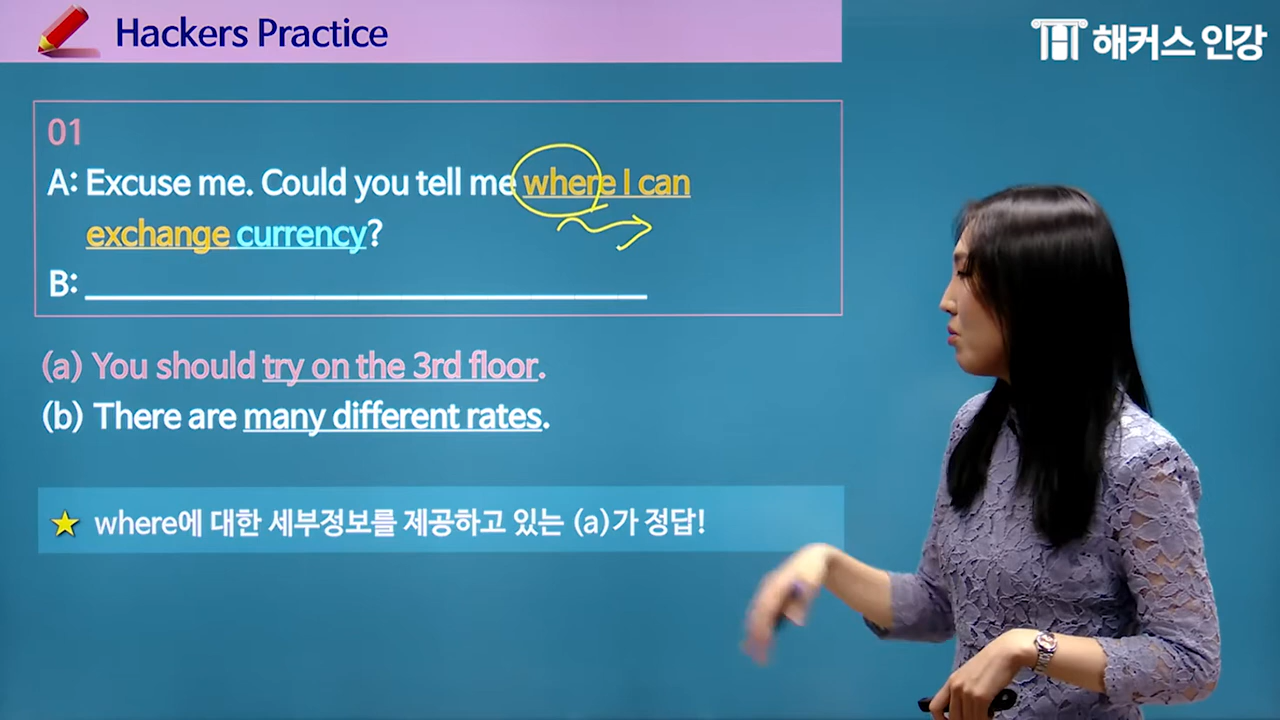 Hackers Practice
해커스 인강
01
A: Excuse me. Could you tell me where I can
exchange currency?
B:
(a) You should try on the 3rd floor.
(b) There are many different rates.
★ where에 대한 세부정보를 제공하고 있는 (a)가 정답!